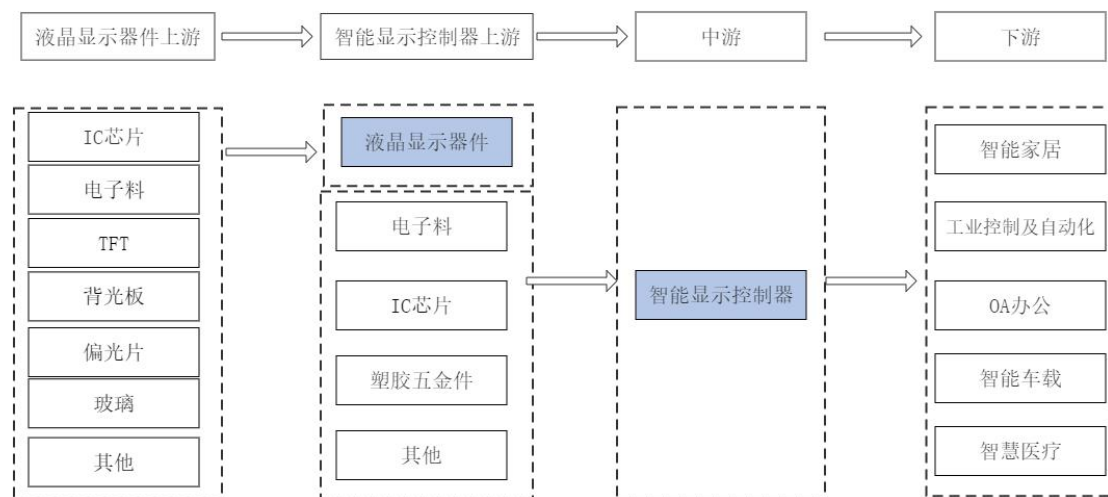 液晶显示器件上游
智能显示控制器上游
中游
下游
IC芯片
电子料
TFT
背光板
偏光片
玻璃
其他
液晶显示器件
电子料
IC芯片
塑胶五金件
其他
智能显示控制器
智能家居
工业控制及自动化
OA办公
智能车载
智慧医疗